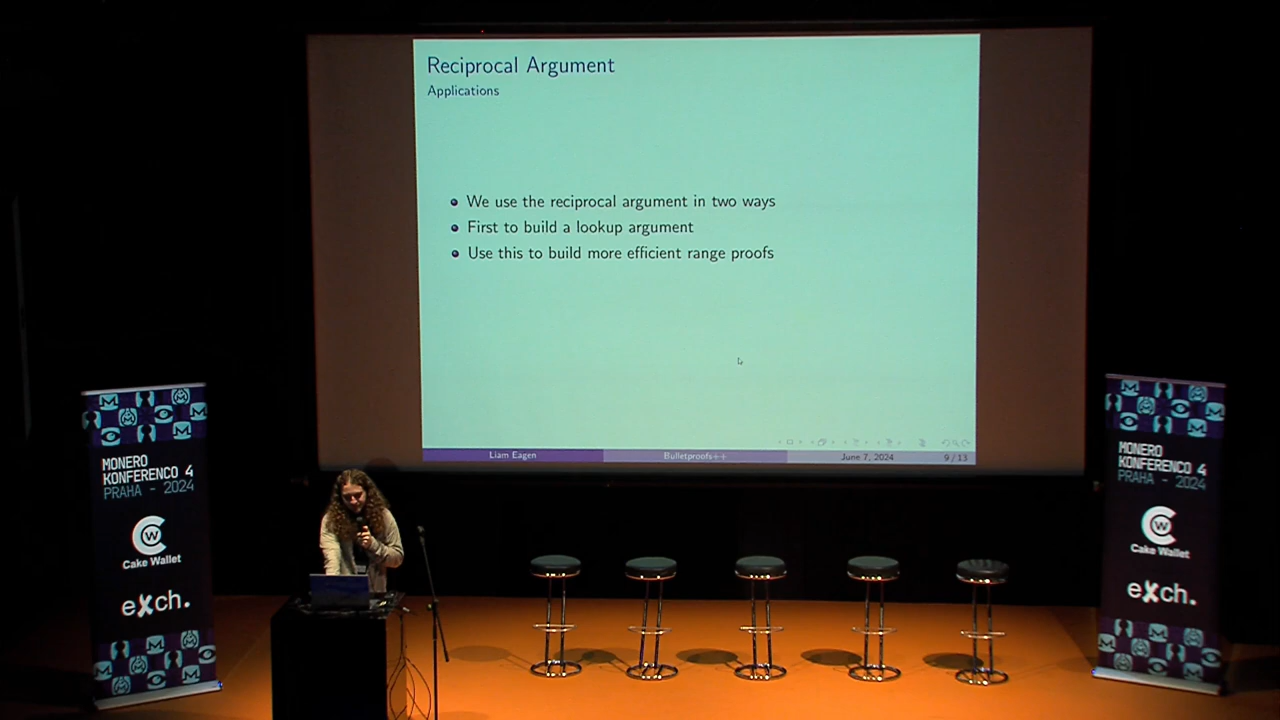 Reciprocal Argument
Applications
We use the reciprocal argument in two ways
First to build a lookup argument
Use this to build more efficient range proofs
Liam Eagen
Bulletproofs++
June 7, 2024
9 / 13
MONERO
KONFERENCO 4
PRAHA - 2024
CW
Cake Wallet
exch.
MONERO
KONFERENCO 4
PRAHA - 2024
CW
Cake Wallet
exch.